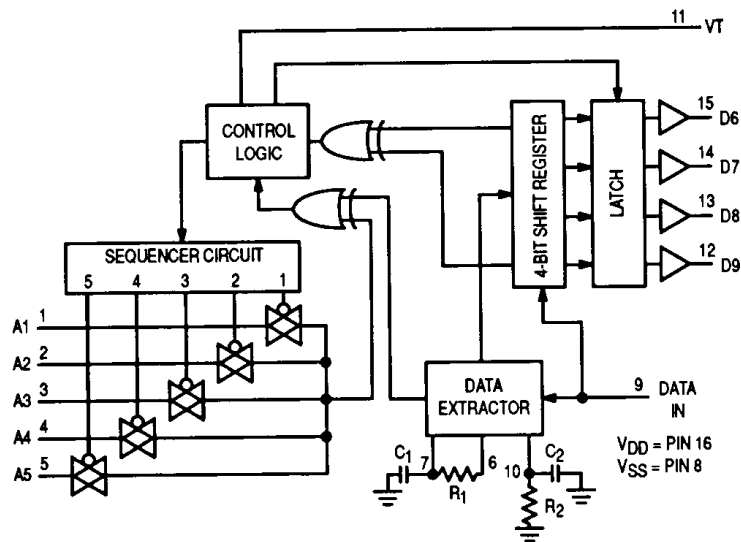 11 VT
CONTROL LOGIC
4-BIT SHIFT REGISTER
LATCH
15 D6
14 D7
13 D8
12 D9
SEQUENCER CIRCUIT
5 4 3 2 1
A1 1
A2 2
A3 3
A4 4
A5 5
DATA EXTRACTOR
9 DATA IN
7 6 10
C1
R1
C2
R2
VDD = PIN 16
VSS = PIN 8